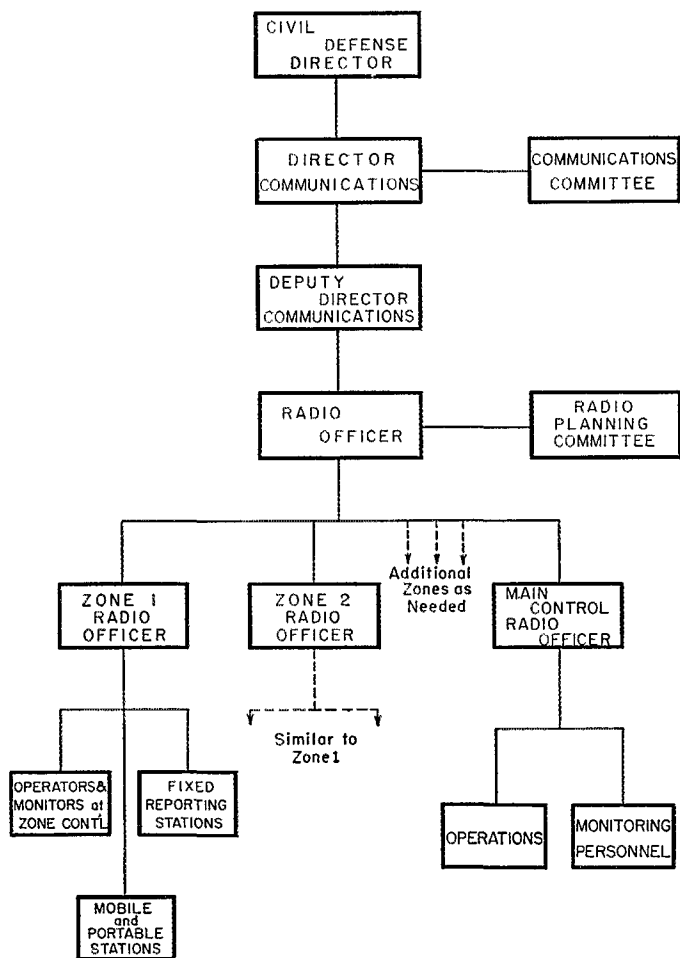 CIVIL
DEFENSE
DIRECTOR
DIRECTOR
COMMUNICATIONS
COMMUNICATIONS
COMMITTEE
DEPUTY
DIRECTOR
COMMUNICATIONS
RADIO
OFFICER
RADIO
PLANNING
COMMITTEE
Additional
Zones as
Needed
ZONE 1
RADIO
OFFICER
ZONE 2
RADIO
OFFICER
MAIN
CONTROL
RADIO
OFFICER
Similar to
Zone1
OPERATORS&
MONITORS at
ZONE CONT'L
FIXED
REPORTING
STATIONS
OPERATIONS
MONITORING
PERSONNEL
MOBILE
and
PORTABLE
STATIONS